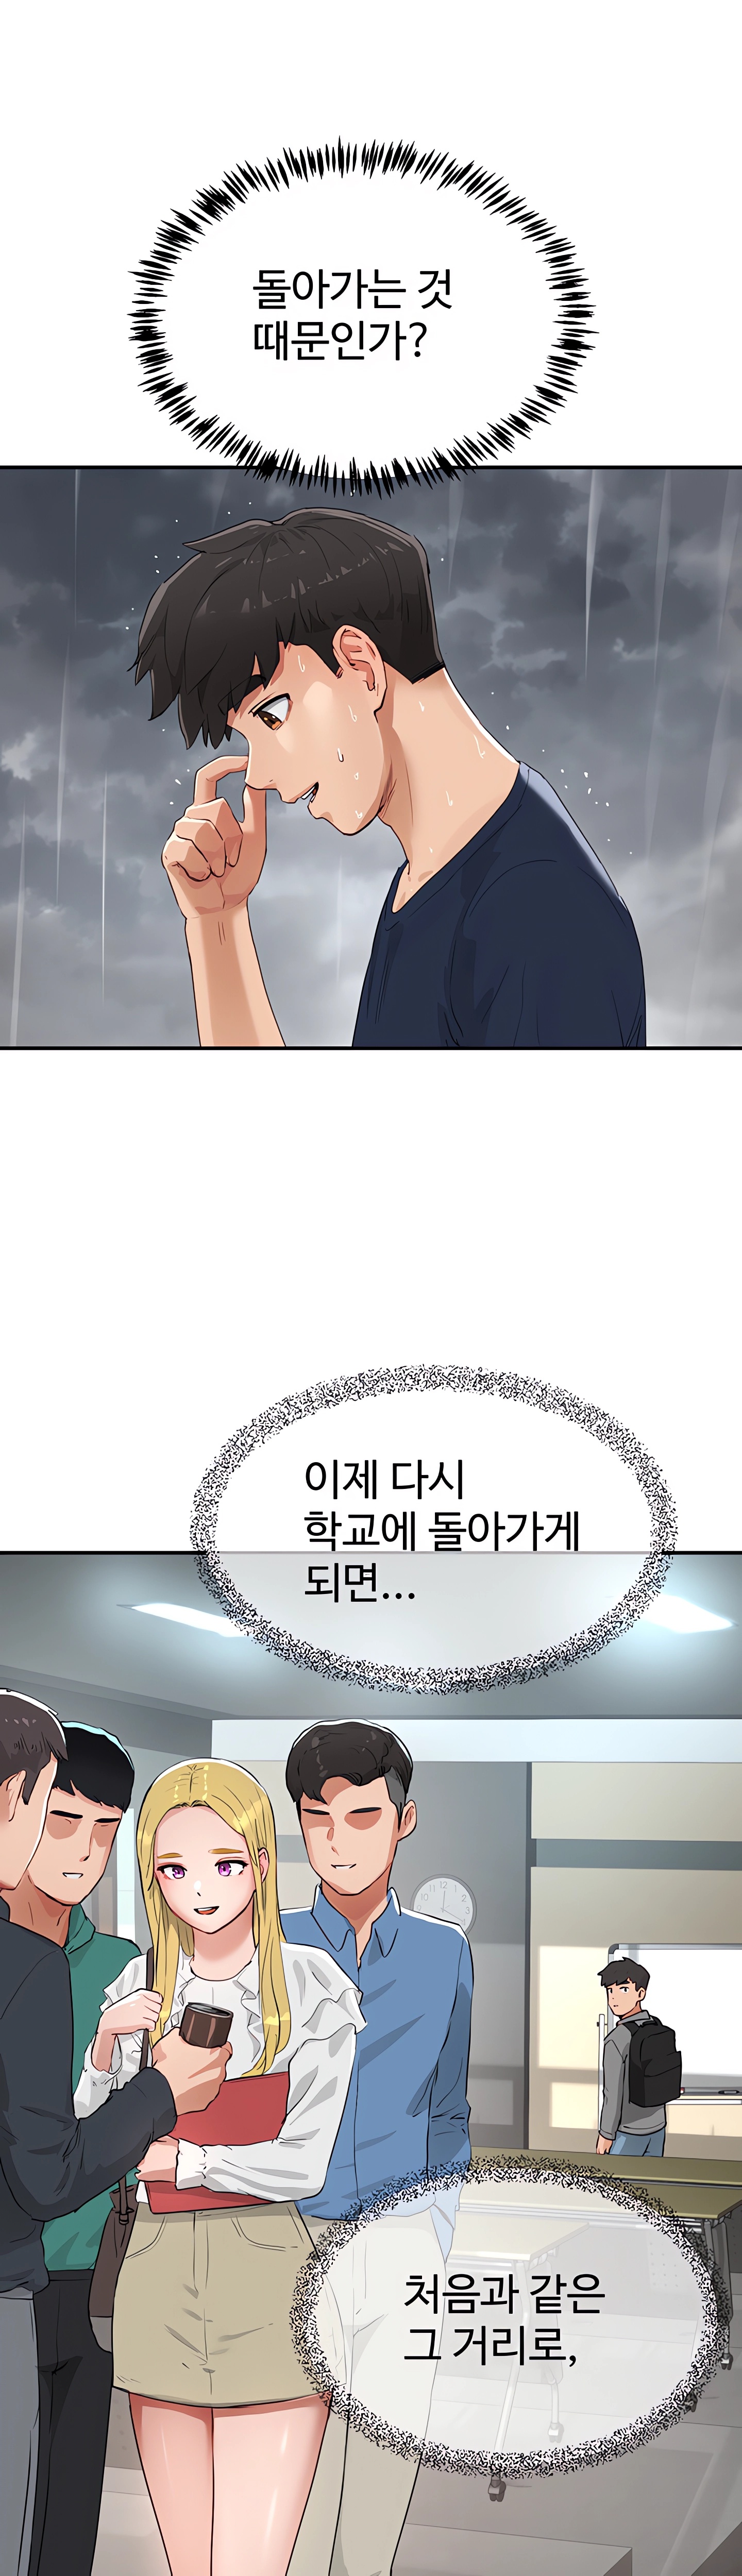 돌아가는 것
때문인가?
이제 다시
학교에 돌아가게
되면...
처음과 같은
그 거리로,